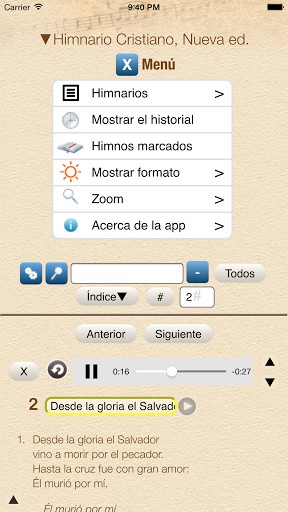 Carrier 9:40 PM
▼Himnario Cristiano, Nueva ed.
X Menú
Himnarios >
Mostrar el historial
Himnos marcados
Mostrar formato >
Zoom >
Acerca de la app >
- Todos
Índice▼ # 2#
Anterior Siguiente
X 0:16 -0:27 ▲
▼
2 Desde la gloria el Salvad
1. Desde la gloria el Salvador
vino a morir por el pecador.
Hasta la cruz fue con gran amor:
Él murió por mí.
▲ Él murió por mí.